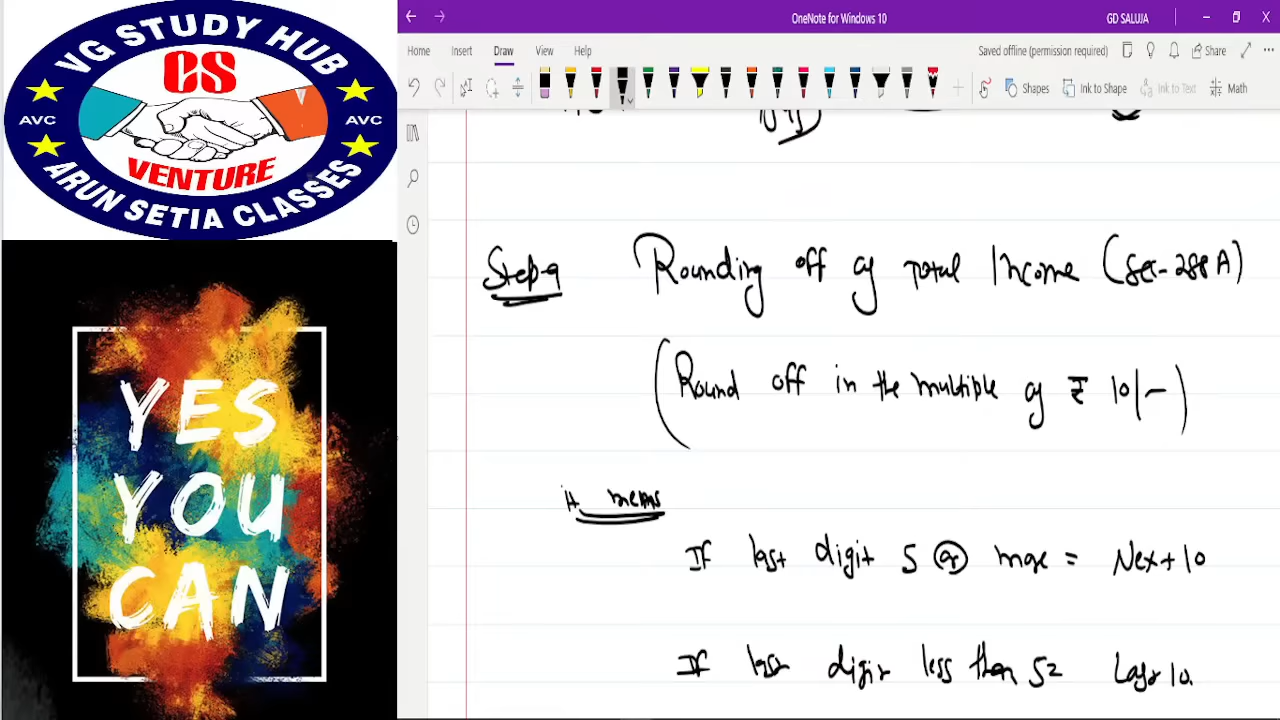 VG STUDY HUB
CS
AVC
AVC
VENTURE
ARUN SETIA CLASSES
YES
YOU
CAN
OneNote for Windows 10
GD SALUJA
Home Insert Draw View Help
Saved offline (permission required)
Share
Shapes
Ink to Shape
Ink to Text
Math
Step-9 Rounding off of Total Income (Sec-288A)
(Round off in the multiple of ₹ 10/-)
it means
If last digit 5 or more = Next 10
If last digit less than 5= Last 10